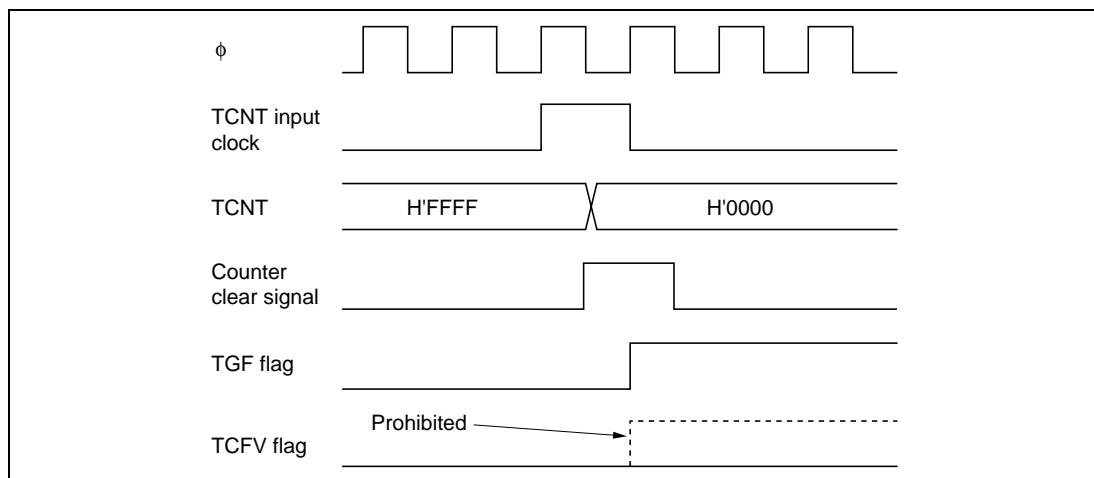 ϕ
TCNT input
clock
TCNT
H'FFFF
H'0000
Counter
clear signal
TGF flag
Prohibited
TCFV flag